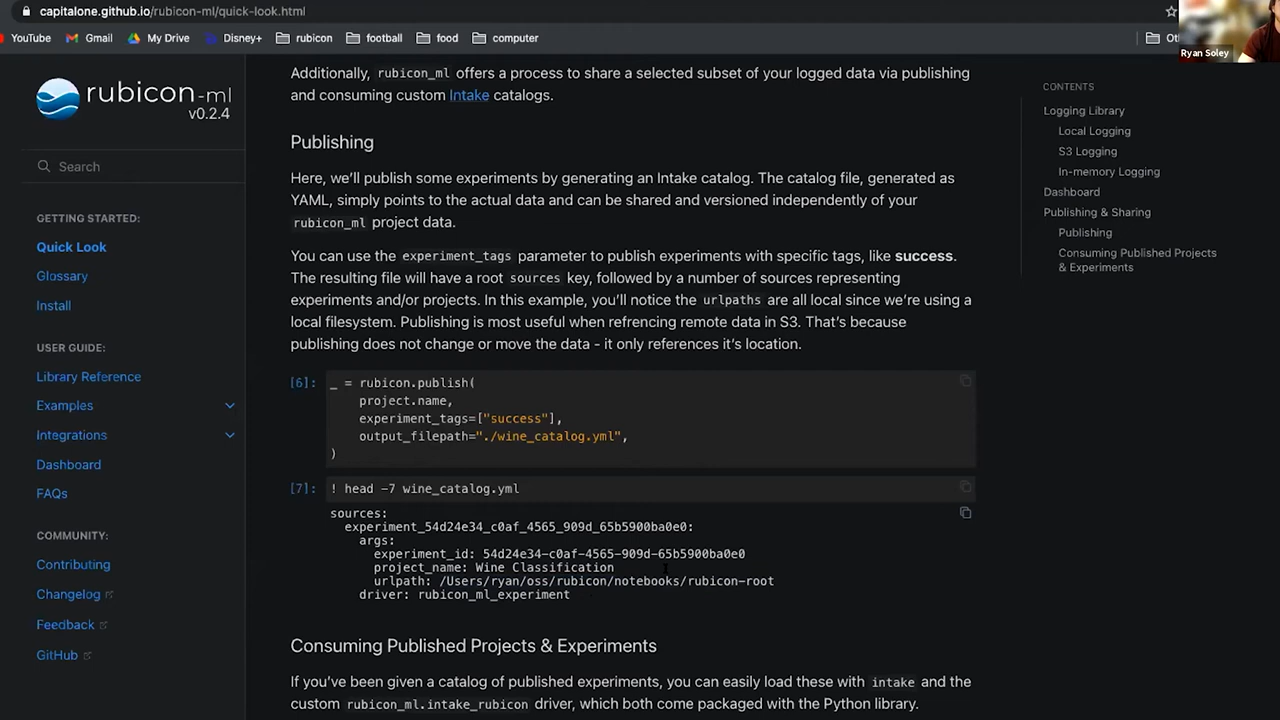 capitalone.github.io/rubicon-ml/quick-look.html
YouTube
Gmail
My Drive
Disney+
rubicon
football
food
computer
Ryan Soley
rubicon-ml
v0.2.4
Search
GETTING STARTED:
Quick Look
Glossary
Install
USER GUIDE:
Library Reference
Examples
Integrations
Dashboard
FAQs
COMMUNITY:
Contributing
Changelog
Feedback
GitHub
Additionally, rubicon_ml offers a process to share a selected subset of your logged data via publishing
and consuming custom Intake catalogs.
Publishing
Here, we'll publish some experiments by generating an Intake catalog. The catalog file, generated as
YAML, simply points to the actual data and can be shared and versioned independently of your
rubicon_ml project data.
You can use the experiment_tags parameter to publish experiments with specific tags, like success.
The resulting file will have a root sources key, followed by a number of sources representing
experiments and/or projects. In this example, you'll notice the urlpaths are all local since we're using a
local filesystem. Publishing is most useful when refrencing remote data in S3. That's because
publishing does not change or move the data - it only references it's location.
[6]: _ = rubicon.publish(
project.name,
experiment_tags=["success"],
output_filepath="./wine_catalog.yml",
)
[7]: ! head -7 wine_catalog.yml
sources:
experiment_54d24e34_c0af_4565_909d_65b5900ba0e0:
args:
experiment_id: 54d24e34-c0af-4565-909d-65b5900ba0e0
project_name: Wine Classification
urlpath: /Users/ryan/oss/rubicon/notebooks/rubicon-root
driver: rubicon_ml_experiment
Consuming Published Projects & Experiments
If you've been given a catalog of published experiments, you can easily load these with intake and the
custom rubicon_ml.intake_rubicon driver, which both come packaged with the Python library.
CONTENTS
Logging Library
Local Logging
S3 Logging
In-memory Logging
Dashboard
Publishing & Sharing
Publishing
Consuming Published Projects
& Experiments